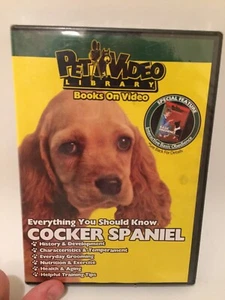 PET VIDEO
LIBRARY
Books On Video
SPECIAL FEATURE
Everything You Should Know
COCKER SPANIEL
History & Development
Characteristics & Temperament
Everyday Grooming
Nutrition & Exercise
Health & Aging
Helpful Training Tips